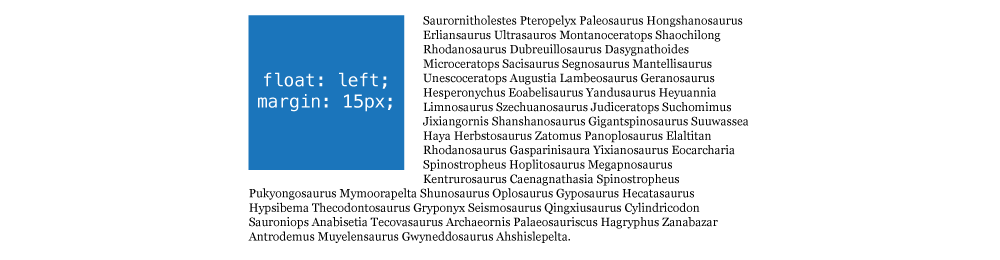 float: left;
margin: 15px;
Saurornitholestes Pteropelyx Paleosaurus Hongshanosaurus
Erliansaurus Ultrasauros Montanoceratops Shaochilong
Rhodanosaurus Dubreuillosaurus Dasygnathoides
Microceratops Sacisaurus Segnosaurus Mantellisaurus
Unescoceratops Augustia Lambeosaurus Geranosaurus
Hesperonychus Eoabelisaurus Yandusaurus Heyuannia
Limnosaurus Szechuanosaurus Judiceratops Suchomimus
Jixiangornis Shanshanosaurus Gigantspinosaurus Suuwassea
Haya Herbstosaurus Zatomus Panoplosaurus Elaltitan
Rhodanosaurus Gasparinisaura Yixianosaurus Eocarcharia
Spinostropheus Hoplitosaurus Megapnosaurus
Kentrurosaurus Caenagnathasia Spinostropheus
Pukyongosaurus Mymoorapelta Shunosaurus Oplosaurus Gyposaurus Hecatasaurus
Hypsibema Thecodontosaurus Gryponyx Seismosaurus Qingxiusaurus Cylindricodon
Sauroniops Anabisetia Tecovasaurus Archaeornis Palaeosauriscus Hagryphus Zanabazar
Antrodemus Muyelensaurus Gwyneddosaurus Ahshislepelta.